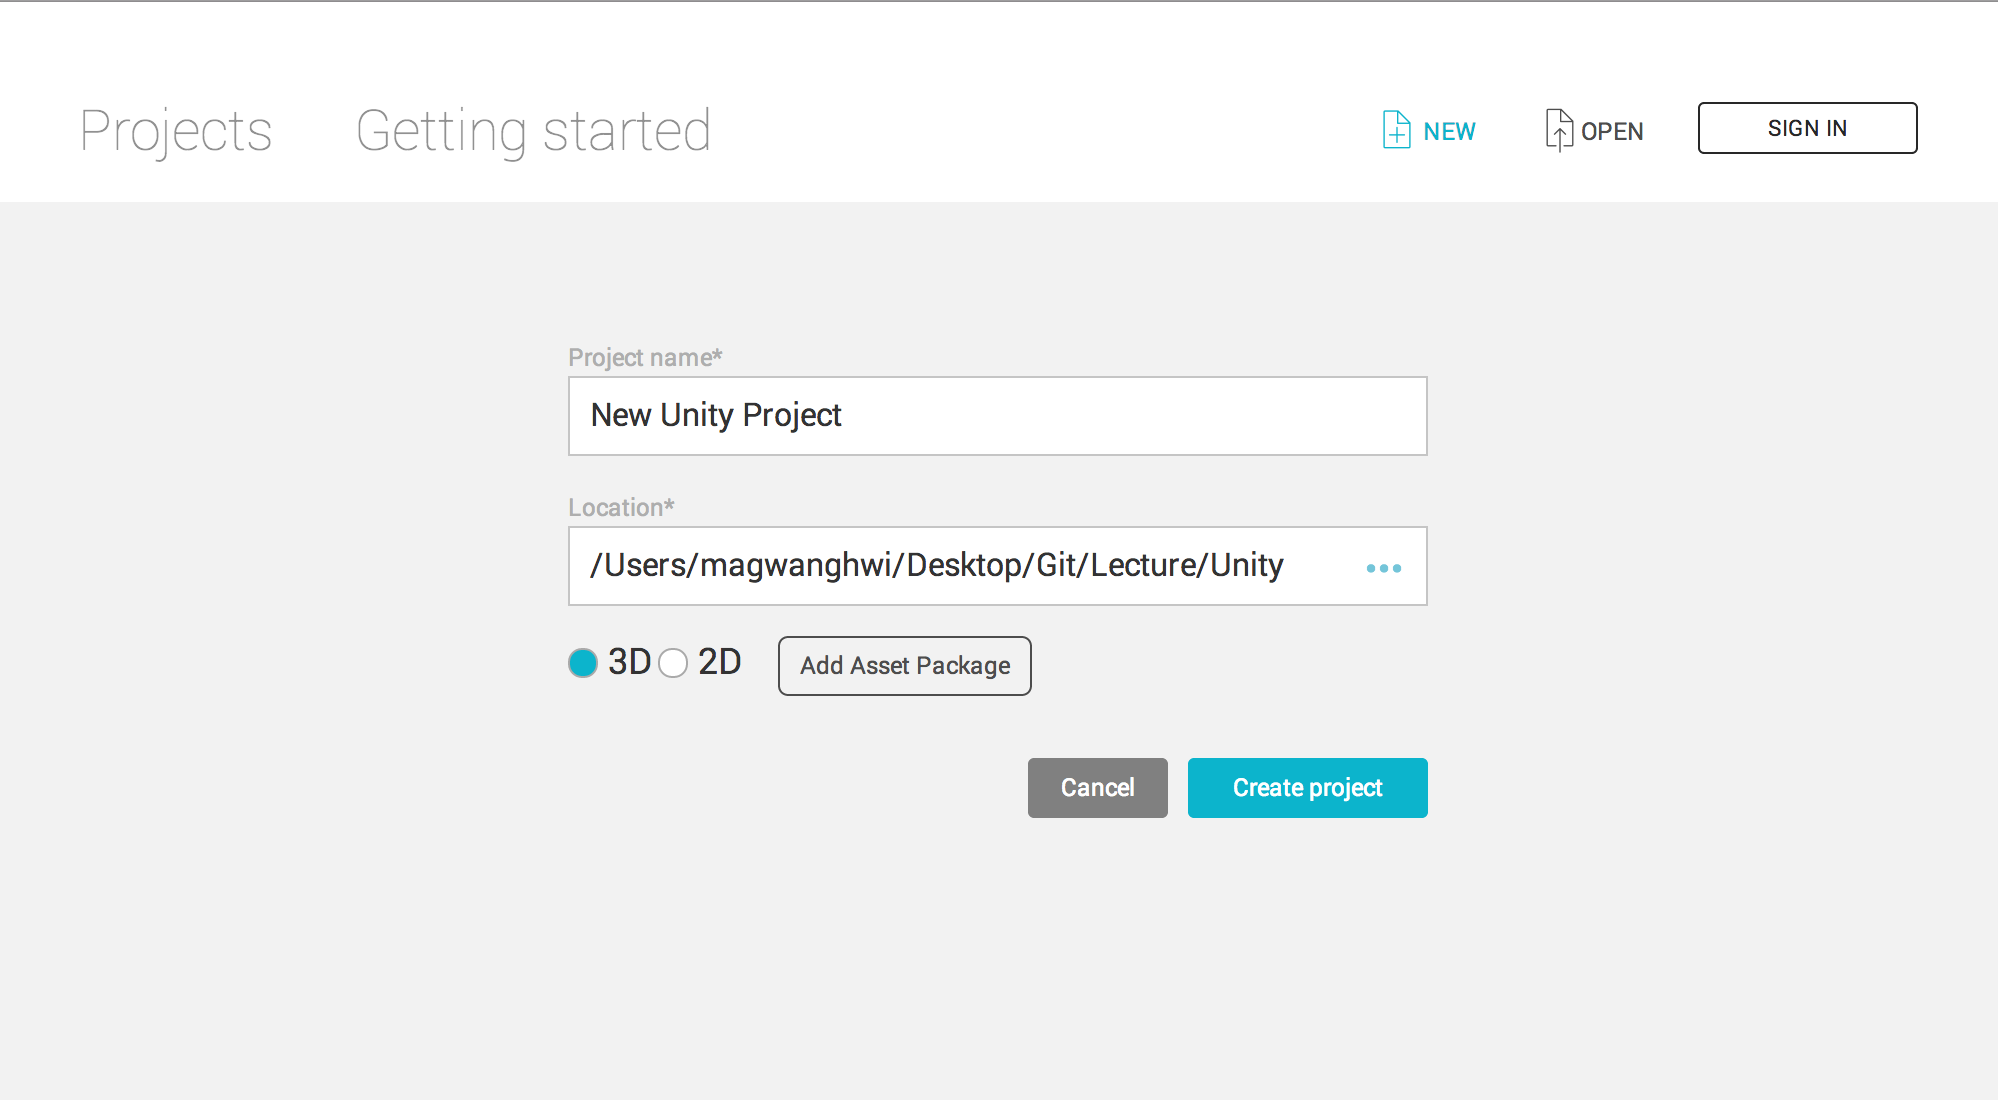 Projects Getting started NEW OPEN SIGN IN
Project name*
New Unity Project
Location*
/Users/magwanghwi/Desktop/Git/Lecture/Unity
3D 2D Add Asset Package
Cancel Create project